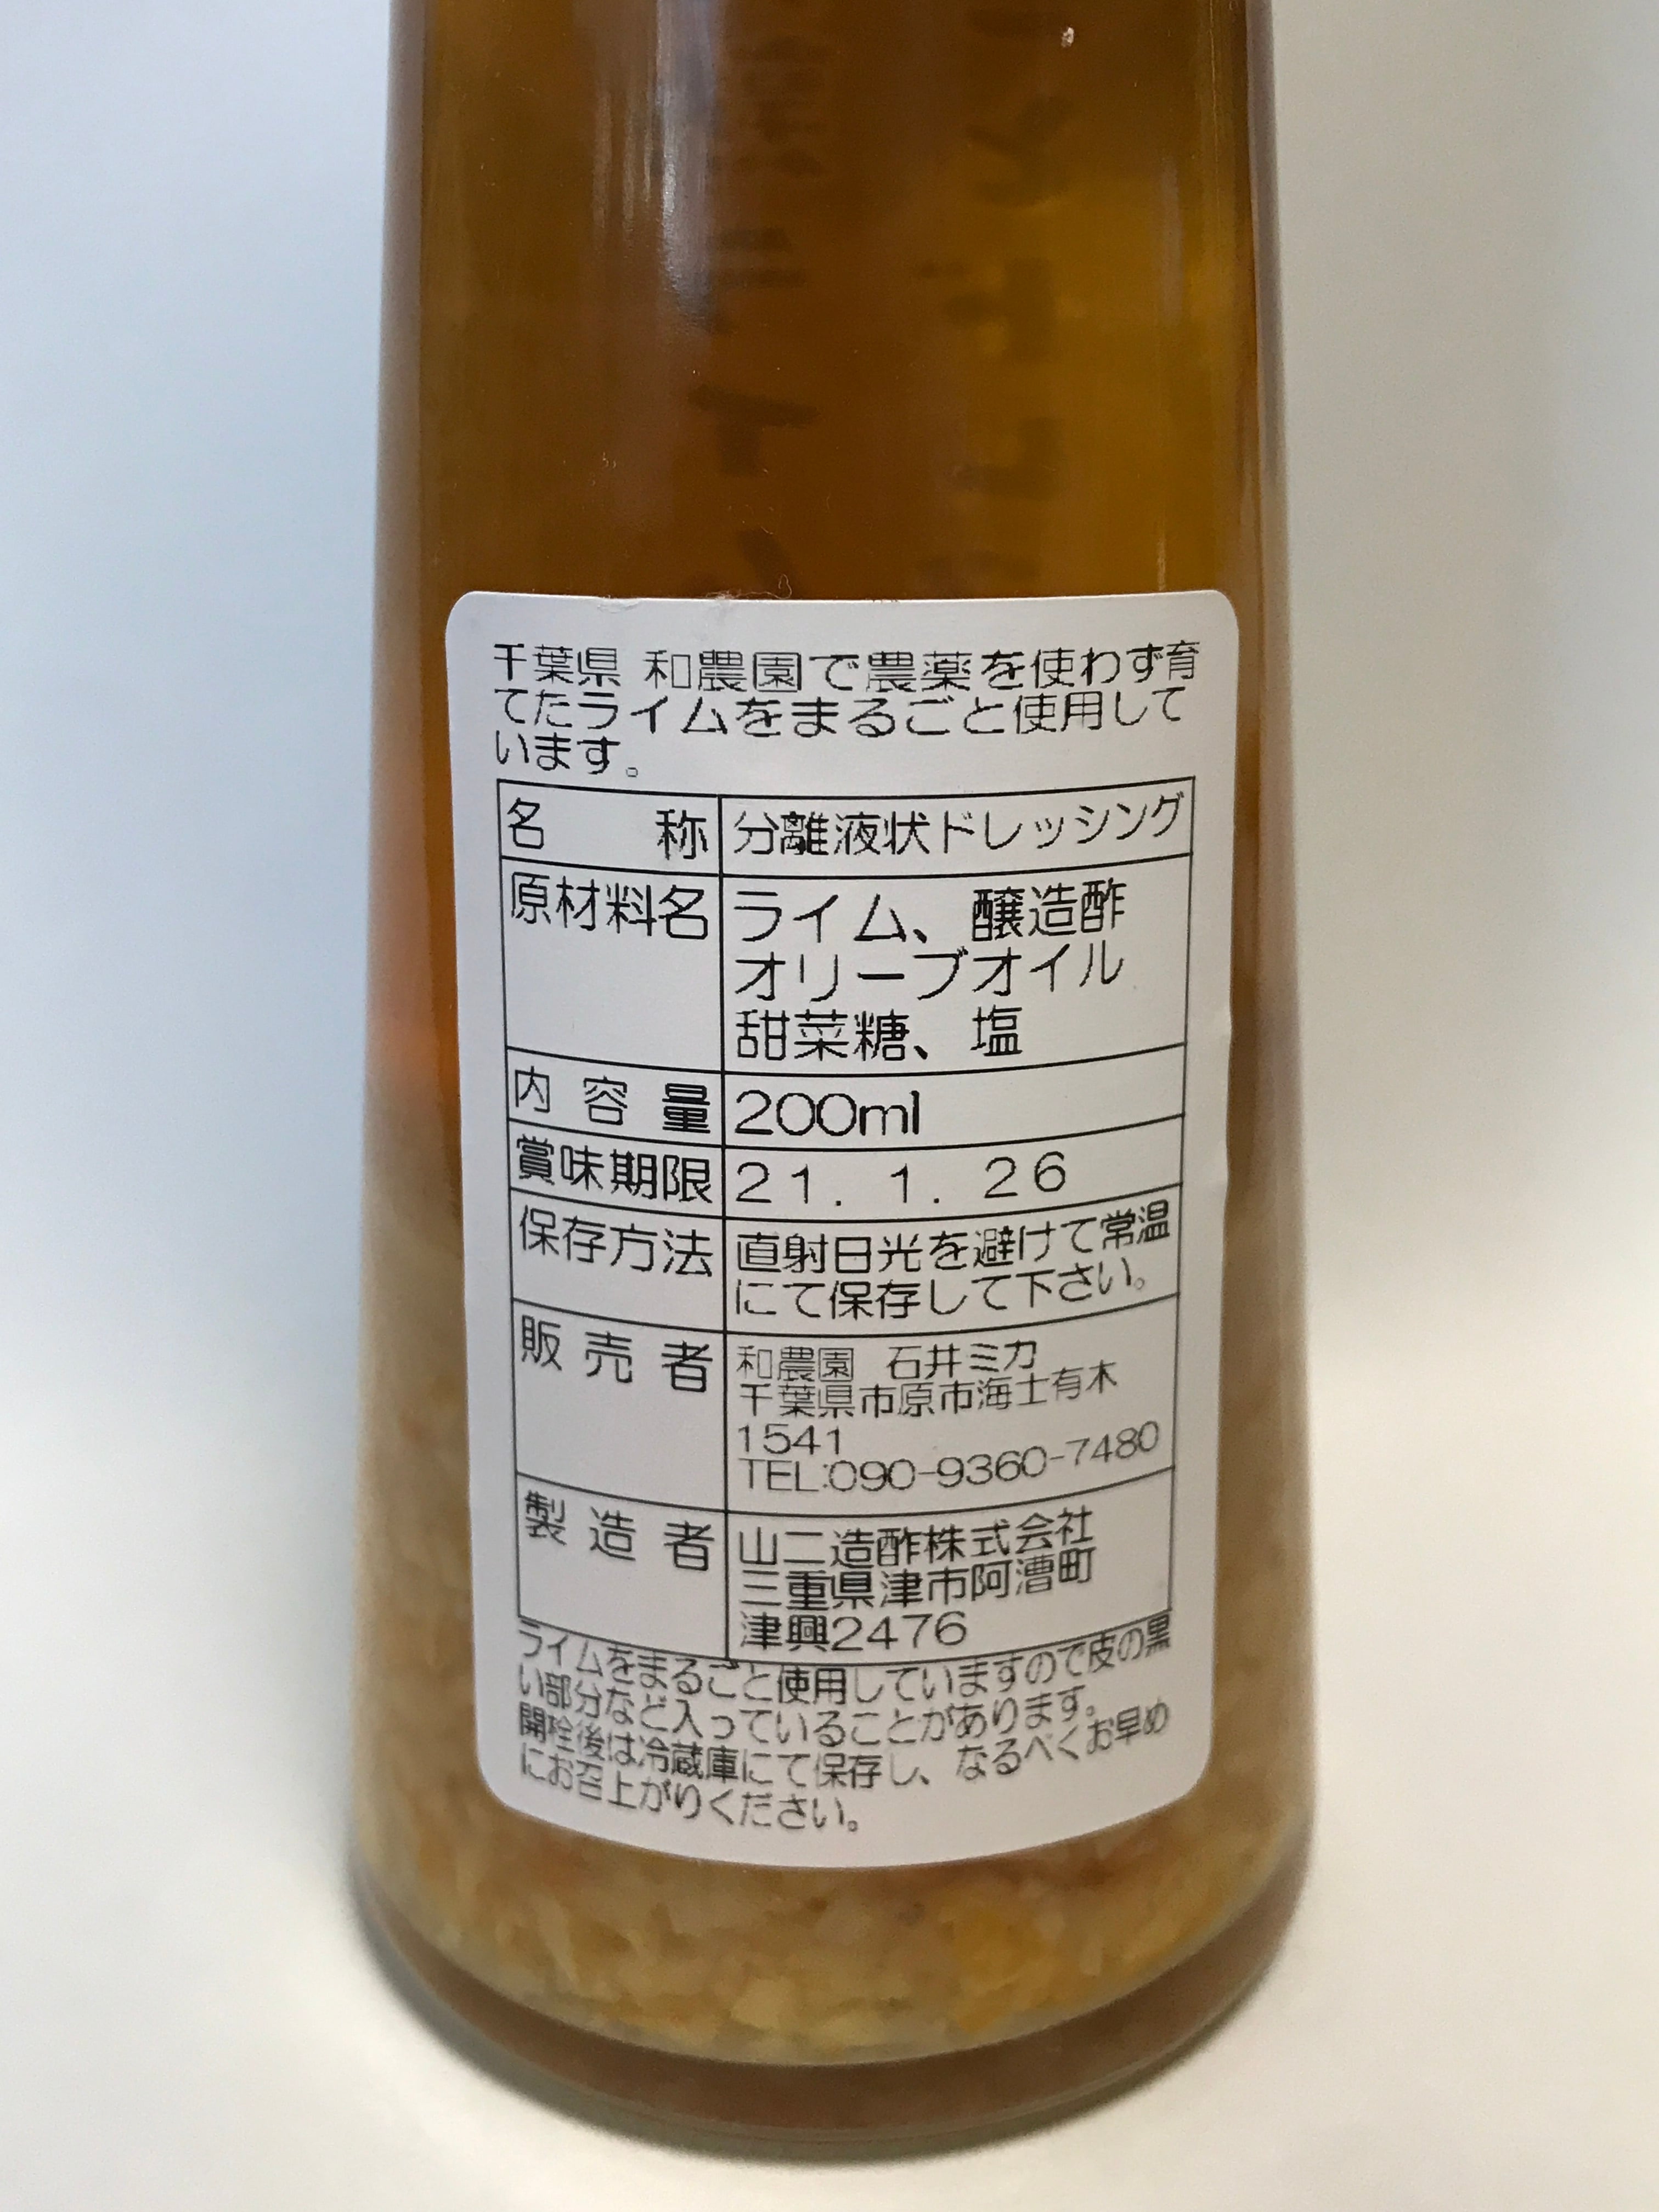 千葉県 和農園で農薬を使わず育
てたライムをまるごと使用して
います。
名 称 分離液状ドレッシング
原材料名 ライム、醸造酢
オリーブオイル
甜菜糖、塩
内容量 200ml
賞味期限 21.1.26
保存方法 直射日光を避けて常温
にて保存して下さい。
販売者 和農園 石井ミカ
千葉県市原市海士有木
1541
TEL:090-9360-7480
製造者 山二造酢株式会社
三重県津市阿漕町
津興2476
ライムをまるごと使用していますので皮の黒
い部分など入っていることがあります。
開栓後は冷蔵庫にて保存し、なるべくお早め
にお召上がりください。